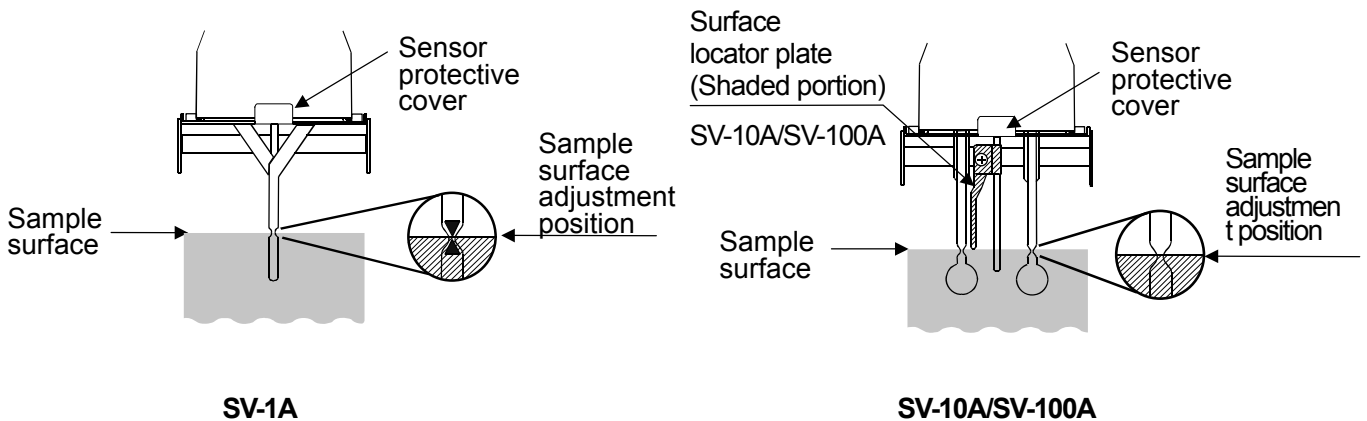 Sensor
protective
cover
Sample
surface
adjustment
position
Sample
surface
SV-1A
Surface
locator plate
(Shaded portion)
SV-10A/SV-100A
Sensor
protective
cover
Sample
surface
adjustmen
t position
Sample
surface
SV-10A/SV-100A